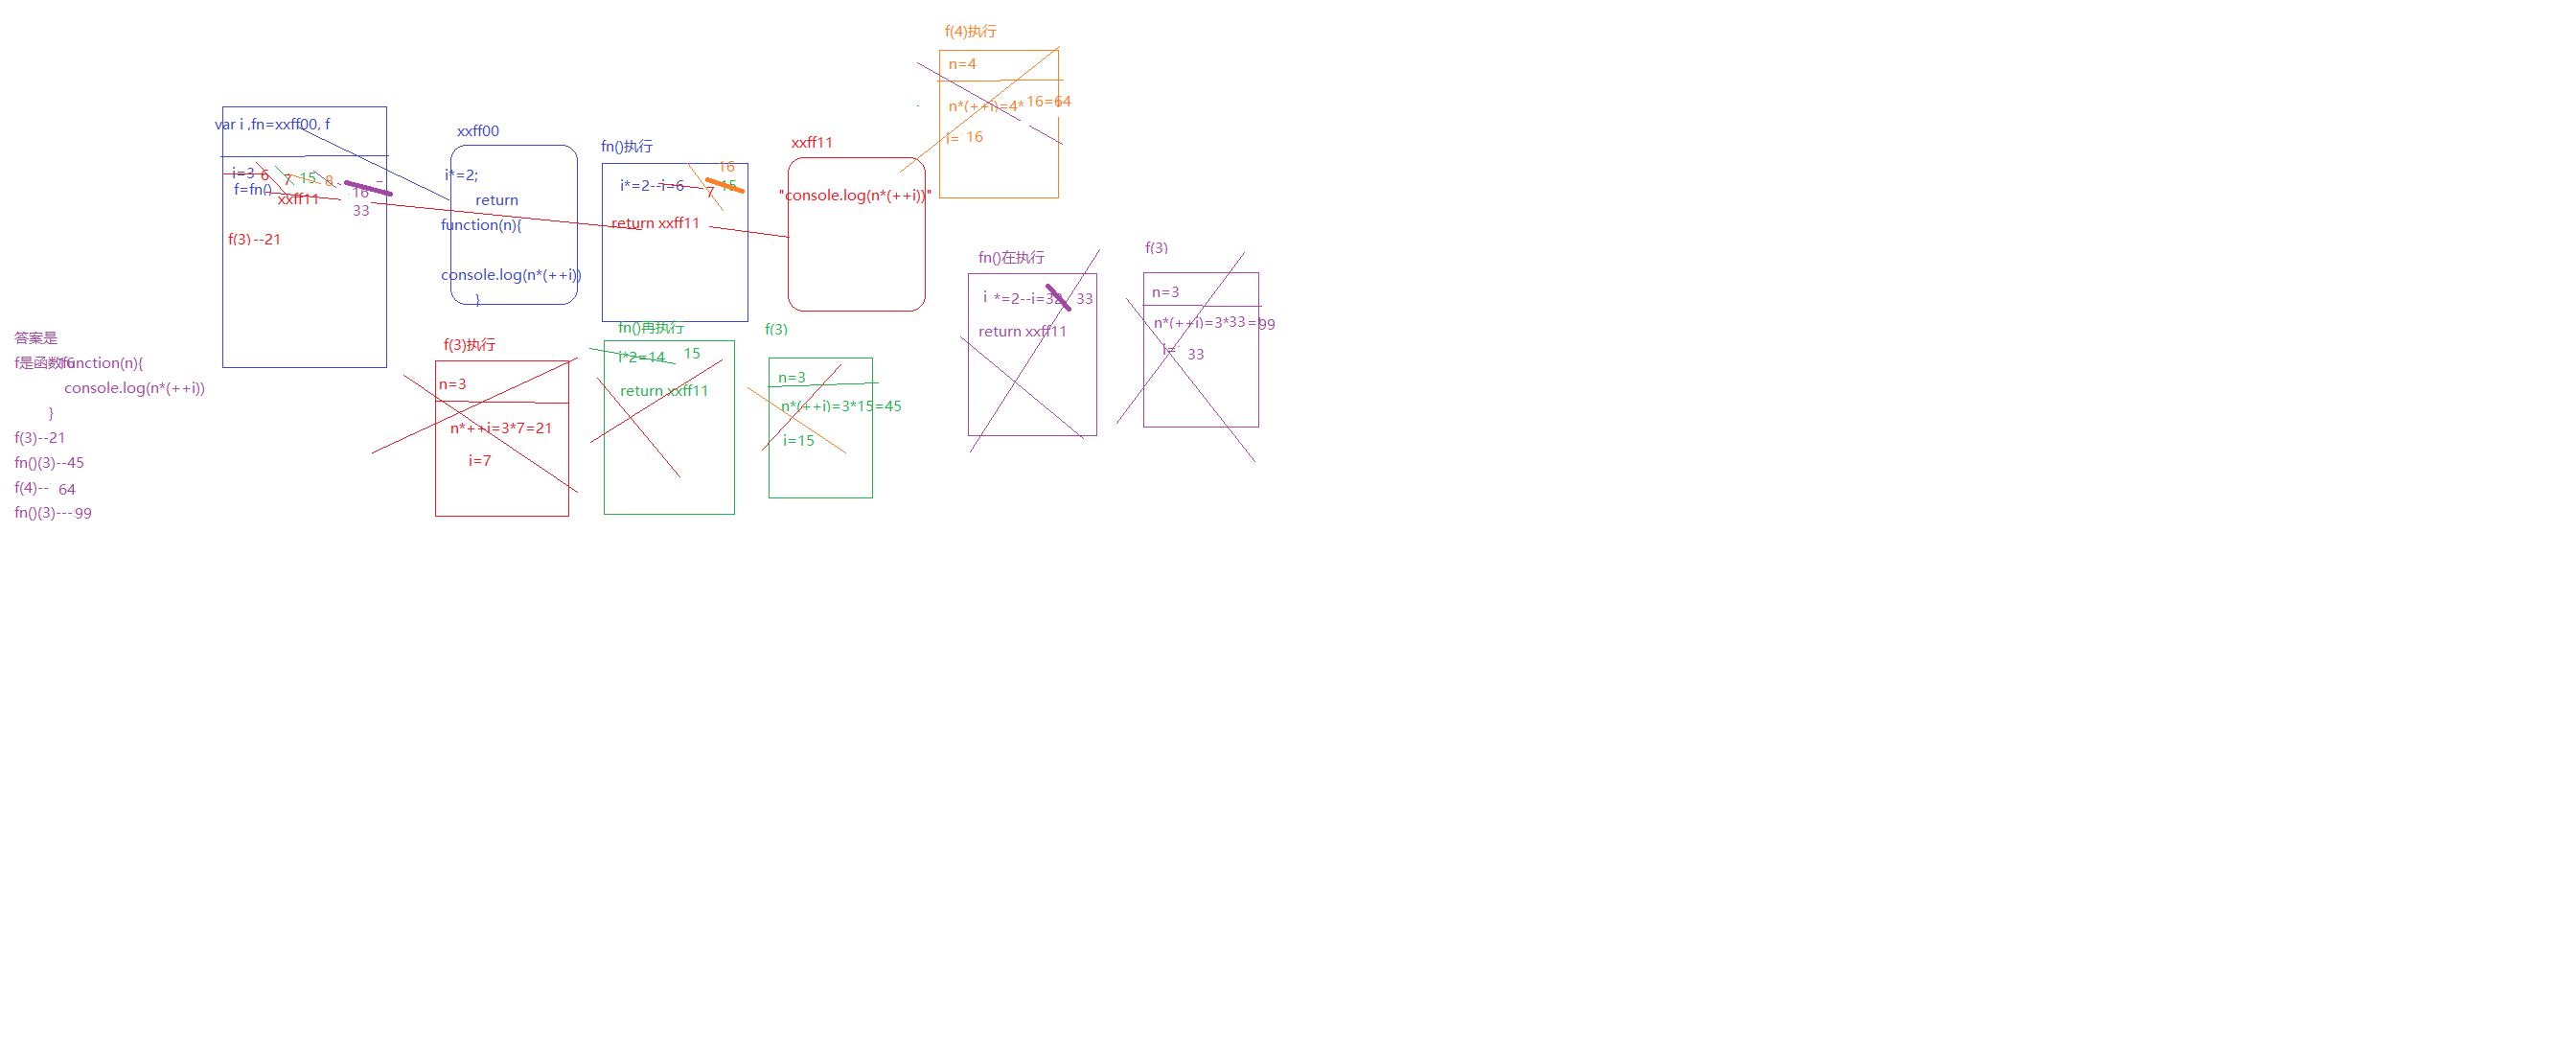 var i ,fn=xxff00, f
i=3 6 7 15 8 16
33
f=fn() xxff11
f(3)--21
xxff00
i*=2;
return
function(n){
console.log(n*(++i))
}
fn()执行
i*=2--i=6 7 15 16
return xxff11
xxff11
"console.log(n*(++i))"
f(4)执行
n=4
n*(++i)=4*16=64
i=16
答案是
f是函数function(n){
console.log(n*(++i))
}
f(3)--21
fn()(3)--45
f(4)--64
fn()(3)---99
f(3)执行
n=3
n*++i=3*7=21
i=7
fn()再执行
i*2=14 15
return xxff11
f(3)
n=3
n*(++i)=3*15=45
i=15
fn()在执行
i *=2--i=32 33
return xxff11
f(3)
n=3
n*(++i)=3*33=99
i=33